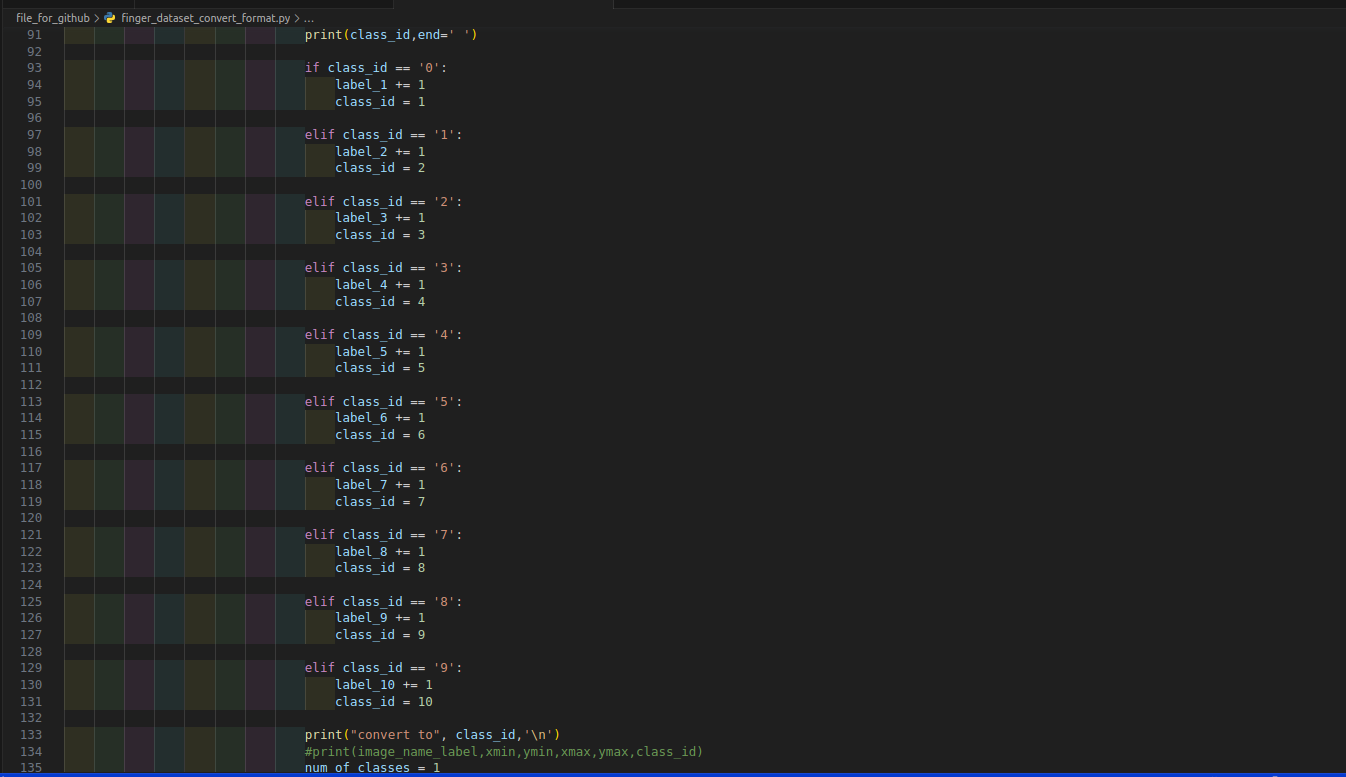 file_for_github > finger_dataset_convert_format.py > ...
91 print(class_id,end=' ')
92
93 if class_id == '0':
94 label_1 += 1
95 class_id = 1
96
97 elif class_id == '1':
98 label_2 += 1
99 class_id = 2
100
101 elif class_id == '2':
102 label_3 += 1
103 class_id = 3
104
105 elif class_id == '3':
106 label_4 += 1
107 class_id = 4
108
109 elif class_id == '4':
110 label_5 += 1
111 class_id = 5
112
113 elif class_id == '5':
114 label_6 += 1
115 class_id = 6
116
117 elif class_id == '6':
118 label_7 += 1
119 class_id = 7
120
121 elif class_id == '7':
122 label_8 += 1
123 class_id = 8
124
125 elif class_id == '8':
126 label_9 += 1
127 class_id = 9
128
129 elif class_id == '9':
130 label_10 += 1
131 class_id = 10
132
133 print("convert to", class_id,'\n')
134 #print(image_name_label,xmin,ymin,xmax,ymax,class_id)
135 num_of_classes = 1